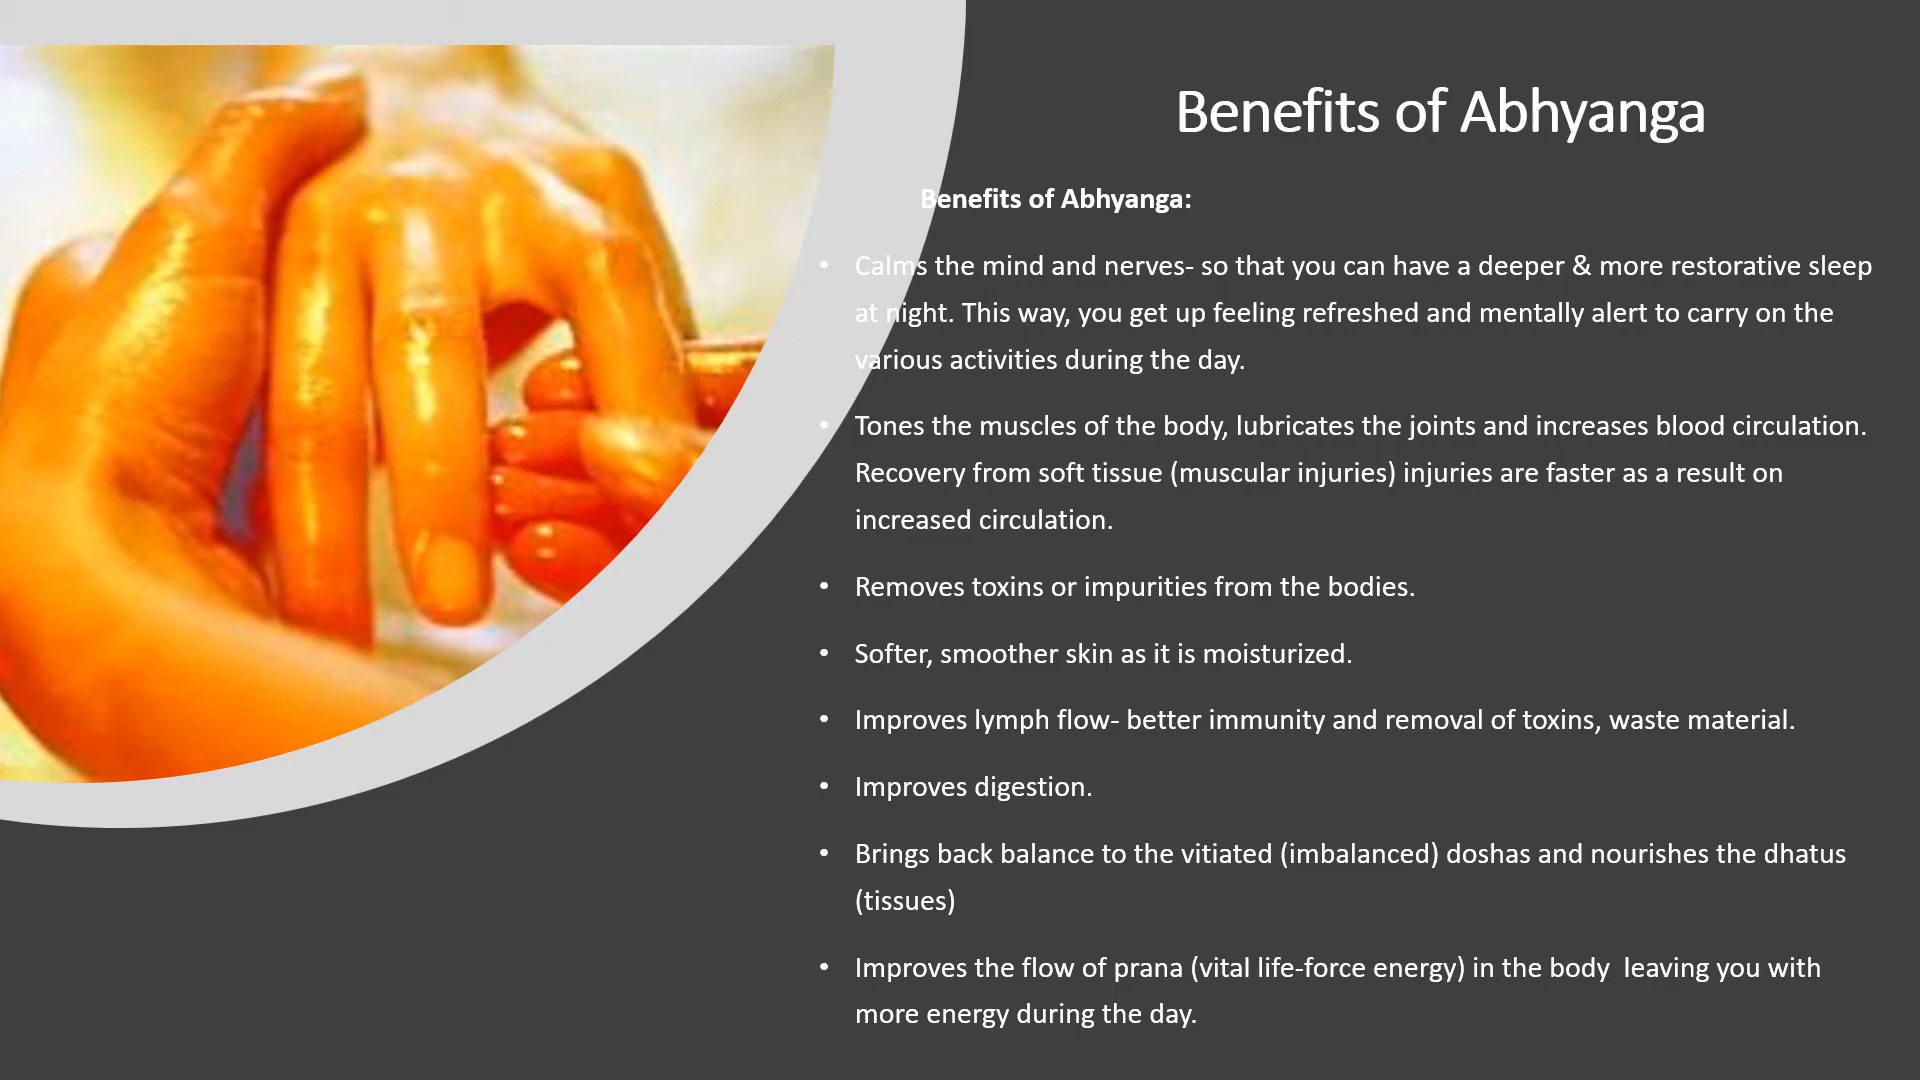 Benefits of Abhyanga
Benefits of Abhyanga:
• Calms the mind and nerves- so that you can have a deeper & more restorative sleep
at night. This way, you get up feeling refreshed and mentally alert to carry on the
various activities during the day.
• Tones the muscles of the body, lubricates the joints and increases blood circulation.
Recovery from soft tissue (muscular injuries) injuries are faster as a result on
increased circulation.
• Removes toxins or impurities from the bodies.
• Softer, smoother skin as it is moisturized.
• Improves lymph flow- better immunity and removal of toxins, waste material.
• Improves digestion.
• Brings back balance to the vitiated (imbalanced) doshas and nourishes the dhatus
(tissues)
• Improves the flow of prana (vital life-force energy) in the body  leaving you with
more energy during the day.